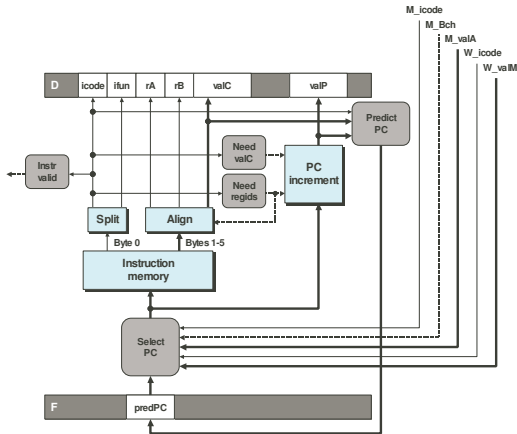 M_icode
M_Bch
M_valA
W_icode
W_valM
D
icode
ifun
rA
rB
valC
valP
Predict
PC
Need
valC
Instr
valid
Need
regids
PC
increment
Split
Align
Byte 0
Bytes 1-5
Instruction
memory
Select
PC
F
predPC